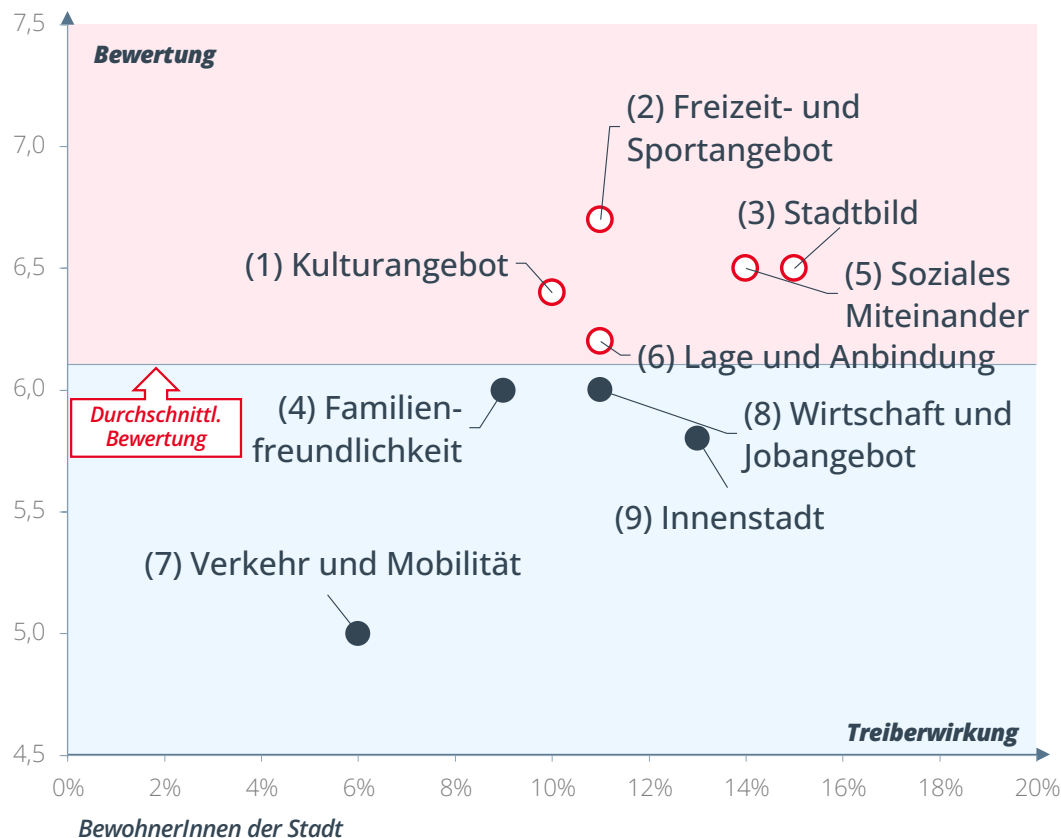 7,5
Bewertung
(2) Freizeit- und
Sportangebot
7,0
(3) Stadtbild
(1) Kulturangebot
6,5
(5) Soziales
Miteinander
(6) Lage und Anbindung
6,0
Durchschnittl.
Bewertung
(4) Familien-
freundlichkeit
(8) Wirtschaft und
Jobangebot
5,5
(9) Innenstadt
(7) Verkehr und Mobilität
5,0
Treiberwirkung
4,5
0% 2% 4% 6% 8% 10% 12% 14% 16% 18% 20%
BewohnerInnen der Stadt